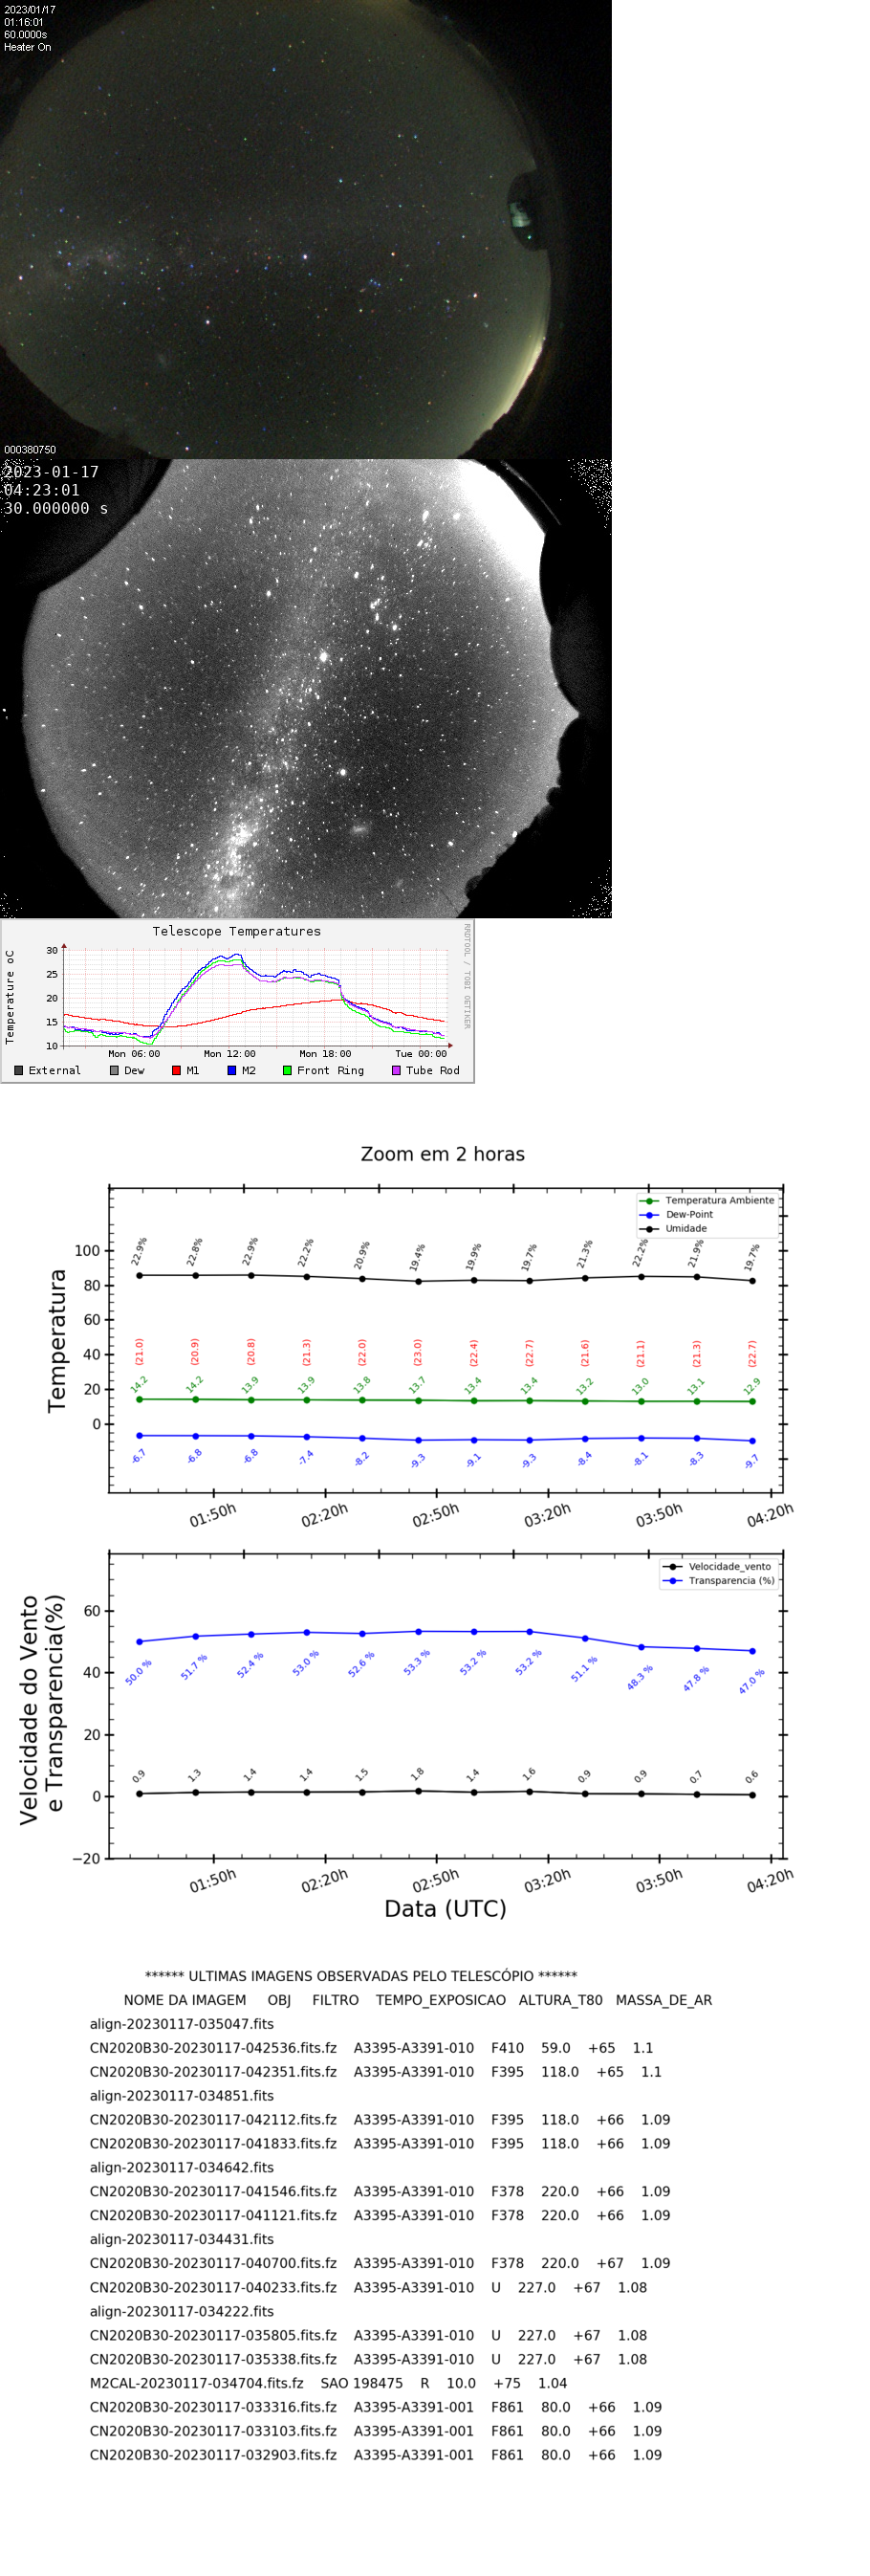 2023/01/17
01:16:01
60.0000s
Heater On
000380750
2023-01-17
04:23:01
30.000000 s
Telescope Temperatures
RRDTOOL / TOBI OETIKER
Temperature oC
30
25
20
15
10
Mon 06:00 Mon 12:00 Mon 18:00 Tue 00:00
External Dew M1 M2 Front Ring Tube Rod
Zoom em 2 horas
Temperatura Ambiente
Dew-Point
Umidade
Temperatura
100
80
60
40
20
0
22.9% 22.8% 22.9% 22.2% 20.9% 19.4% 19.9% 19.7% 21.3% 22.2% 21.9% 19.7%
(21.0) (20.9) (20.8) (21.3) (22.0) (23.0) (22.4) (22.7) (21.6) (21.1) (21.3) (22.7)
14.2 14.2 13.9 13.9 13.8 13.7 13.4 13.4 13.2 13.0 13.1 12.9
-6.7 -6.8 -6.8 -7.4 -8.2 -9.3 -9.1 -9.3 -8.4 -8.1 -8.3 -9.7
01:50h 02:20h 02:50h 03:20h 03:50h 04:20h
Velocidade_vento
Transparencia (%)
Velocidade do Vento
e Transparencia(%)
60
40
20
0
−20
50.0 % 51.7 % 52.4 % 53.0 % 52.6 % 53.3 % 53.2 % 53.2 % 51.1 % 48.3 % 47.8 % 47.0 %
0.9 1.3 1.4 1.4 1.5 1.8 1.4 1.6 0.9 0.9 0.7 0.6
01:50h 02:20h 02:50h 03:20h 03:50h 04:20h
Data (UTC)
****** ULTIMAS IMAGENS OBSERVADAS PELO TELESCÓPIO ******
NOME DA IMAGEM OBJ FILTRO TEMPO_EXPOSICAO ALTURA_T80 MASSA_DE_AR
align-20230117-035047.fits
CN2020B30-20230117-042536.fits.fz A3395-A3391-010 F410 59.0 +65 1.1
CN2020B30-20230117-042351.fits.fz A3395-A3391-010 F395 118.0 +65 1.1
align-20230117-034851.fits
CN2020B30-20230117-042112.fits.fz A3395-A3391-010 F395 118.0 +66 1.09
CN2020B30-20230117-041833.fits.fz A3395-A3391-010 F395 118.0 +66 1.09
align-20230117-034642.fits
CN2020B30-20230117-041546.fits.fz A3395-A3391-010 F378 220.0 +66 1.09
CN2020B30-20230117-041121.fits.fz A3395-A3391-010 F378 220.0 +66 1.09
align-20230117-034431.fits
CN2020B30-20230117-040700.fits.fz A3395-A3391-010 F378 220.0 +67 1.09
CN2020B30-20230117-040233.fits.fz A3395-A3391-010 U 227.0 +67 1.08
align-20230117-034222.fits
CN2020B30-20230117-035805.fits.fz A3395-A3391-010 U 227.0 +67 1.08
CN2020B30-20230117-035338.fits.fz A3395-A3391-010 U 227.0 +67 1.08
M2CAL-20230117-034704.fits.fz SAO 198475 R 10.0 +75 1.04
CN2020B30-20230117-033316.fits.fz A3395-A3391-001 F861 80.0 +66 1.09
CN2020B30-20230117-033103.fits.fz A3395-A3391-001 F861 80.0 +66 1.09
CN2020B30-20230117-032903.fits.fz A3395-A3391-001 F861 80.0 +66 1.09